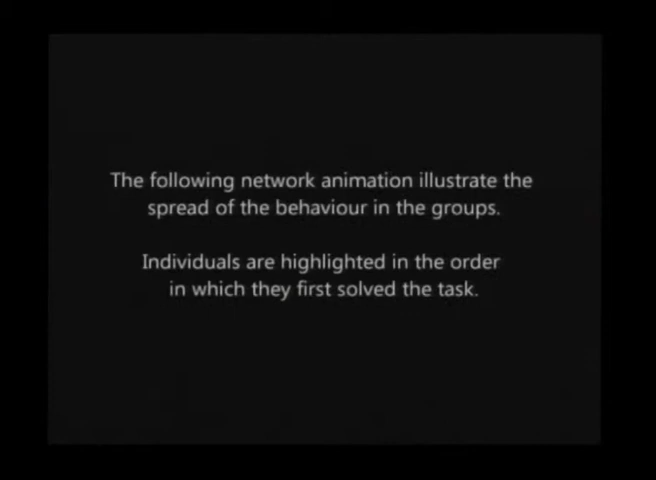 The following network animation illustrate the
spread of the behaviour in the groups.
Individuals are highlighted in the order
in which they first solved the task.